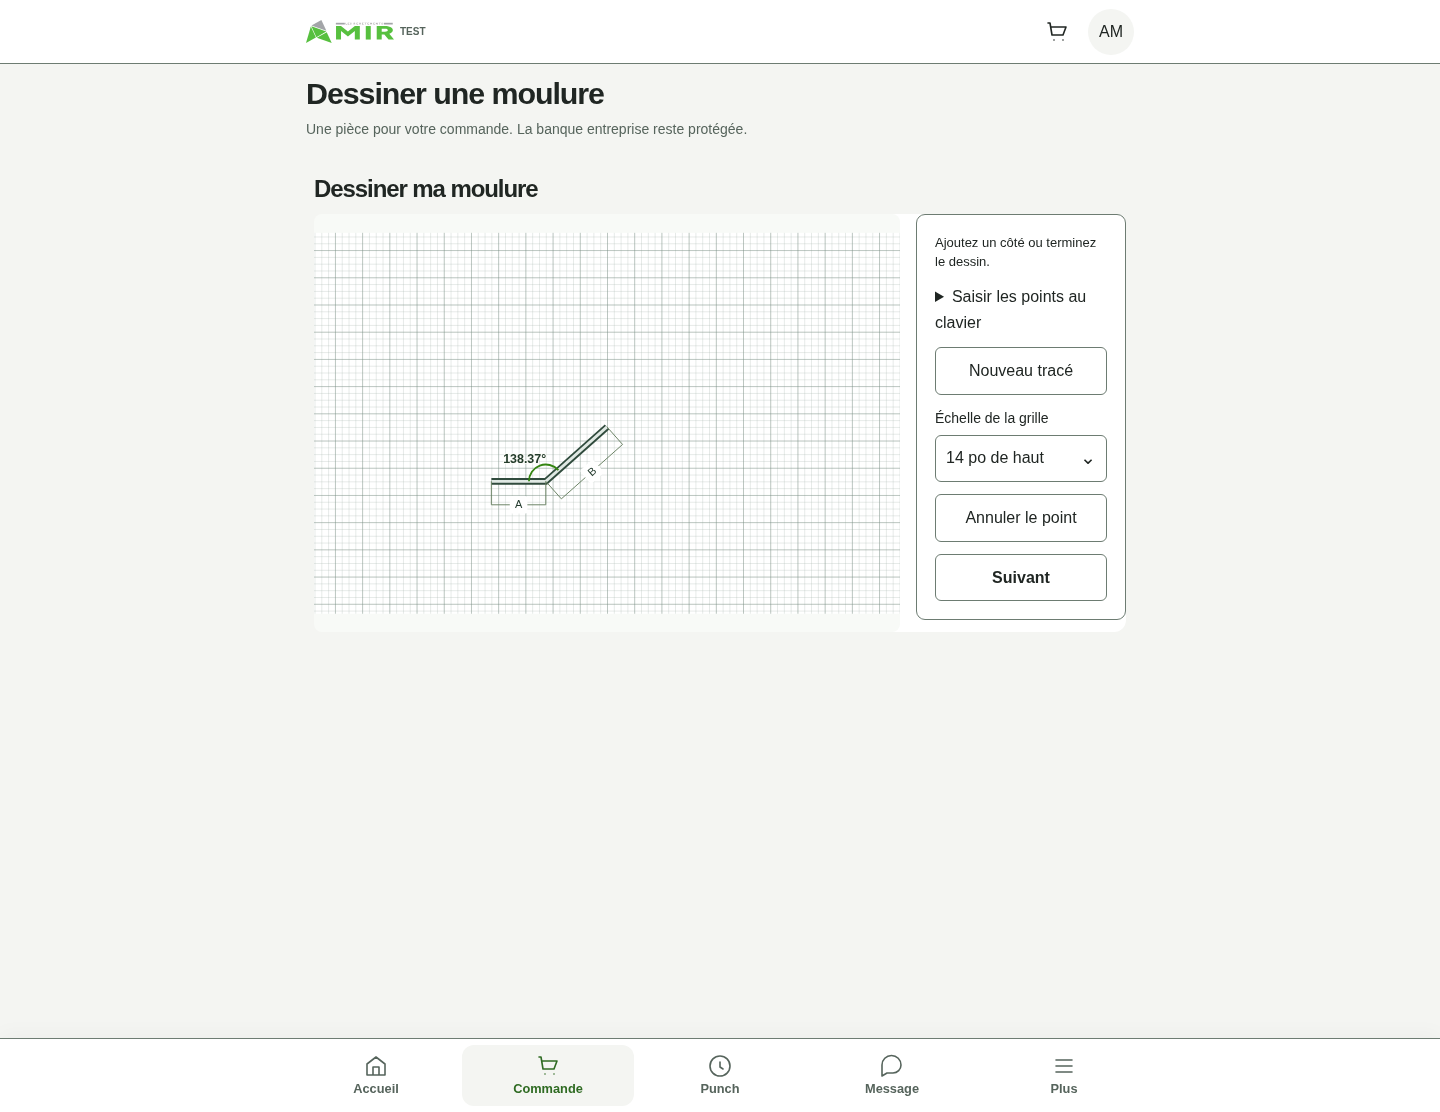 AMIR TEST
AM
Dessiner une moulure
Une pièce pour votre commande. La banque entreprise reste protégée.
Dessiner ma moulure
138.37°
A
B
Ajoutez un côté ou terminez
le dessin.
Saisir les points au
clavier
Nouveau tracé
Échelle de la grille
14 po de haut
Annuler le point
Suivant
Accueil
Commande
Punch
Message
Plus